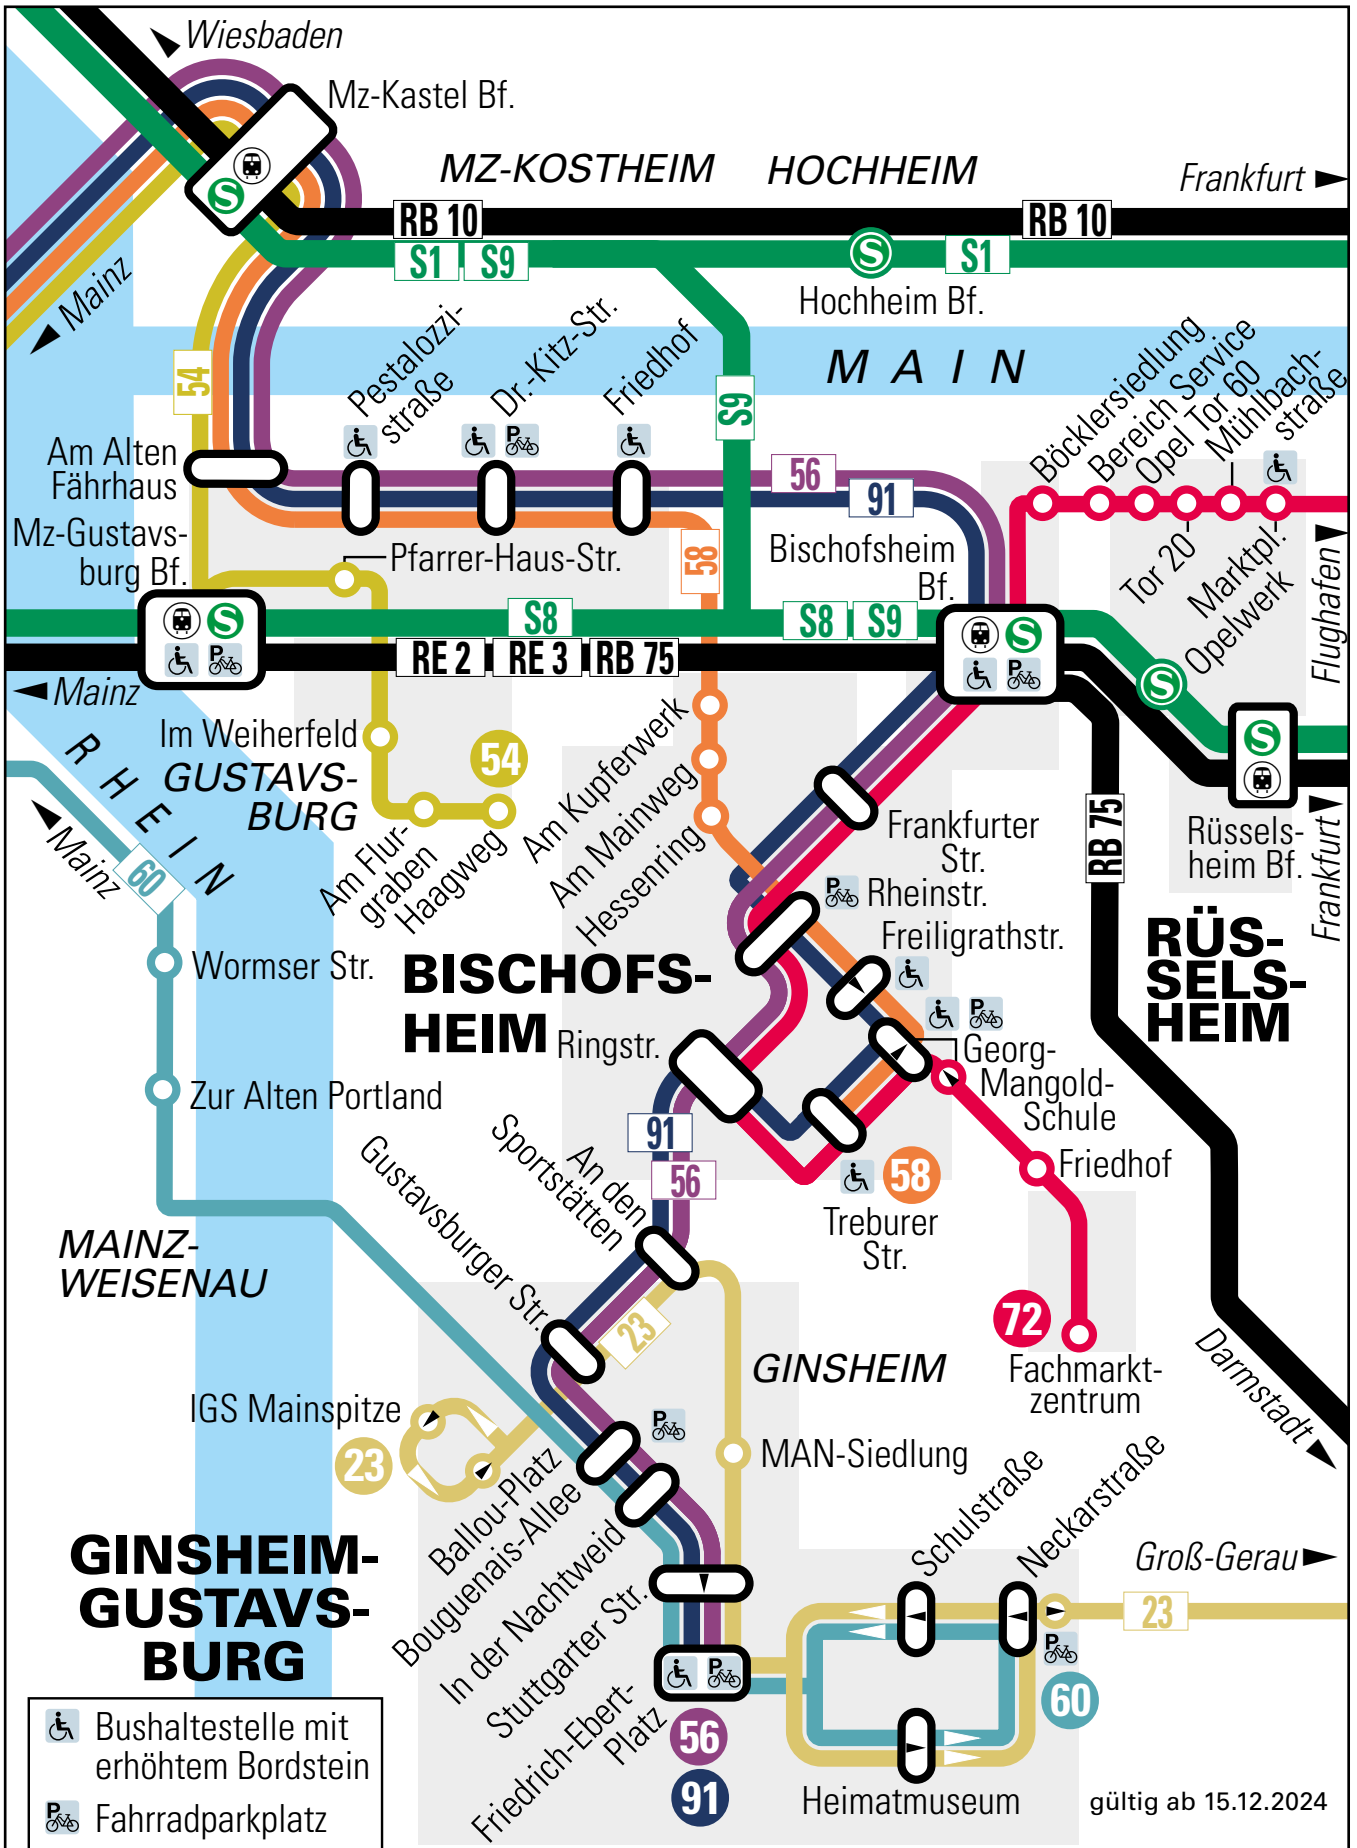 Wiesbaden
Mz-Kastel Bf.
MZ-KOSTHEIM
HOCHHEIM
Frankfurt
RB 10
RB 10
S
S1
S9
S
S1
Hochheim Bf.
Mainz
54
Pestalozzi-
straße
Dr.-Kitz-Str.
P
Friedhof
S9
MAIN
Böcklersiedlung
Bereich Service
Opel Tor 60
Mühlbach-
straße
Am Alten
Fährhaus
56
91
Mz-Gustavs-
burg Bf.
Pfarrer-Haus-Str.
58
Bischofsheim
Bf.
Tor 20
Marktpl.
Opelwerk
Flughafen
S
P
S8
S8
S9
S
P
RE 2
RE 3
RB 75
Mainz
S
RHEIN
Im Weiherfeld
GUSTAVS-
BURG
54
Am Flur-
graben
Haagweg
Am Kupferwerk
Am Mainweg
Hessenring
Frankfurter
Str.
P
Rheinstr.
Freiligrathstr.
RB 75
S
Rüssels-
heim Bf.
Frankfurt
Mainz
60
Wormser Str.
BISCHOFS-
HEIM
RÜS-
SELS-
HEIM
Ringstr.
P
Georg-
Mangold-
Schule
Zur Alten Portland
91
56
Gustavsburger Str.
An den
Sportstätten
58
Treburer
Str.
Friedhof
MAINZ-
WEISENAU
23
72
Fachmarkt-
zentrum
GINSHEIM
Darmstadt
IGS Mainspitze
23
P
MAN-Siedlung
Ballou-Platz
Bouguenais-Allee
In der Nachtweid
Stuttgarter Str.
Friedrich-Ebert-
Platz
P
56
91
Schulstraße
Neckarstraße
Groß-Gerau
23
P
60
Heimatmuseum
GINSHEIM-
GUSTAVS-
BURG
Bushaltestelle mit
erhöhtem Bordstein
P
Fahrradparkplatz
gültig ab 15.12.2024